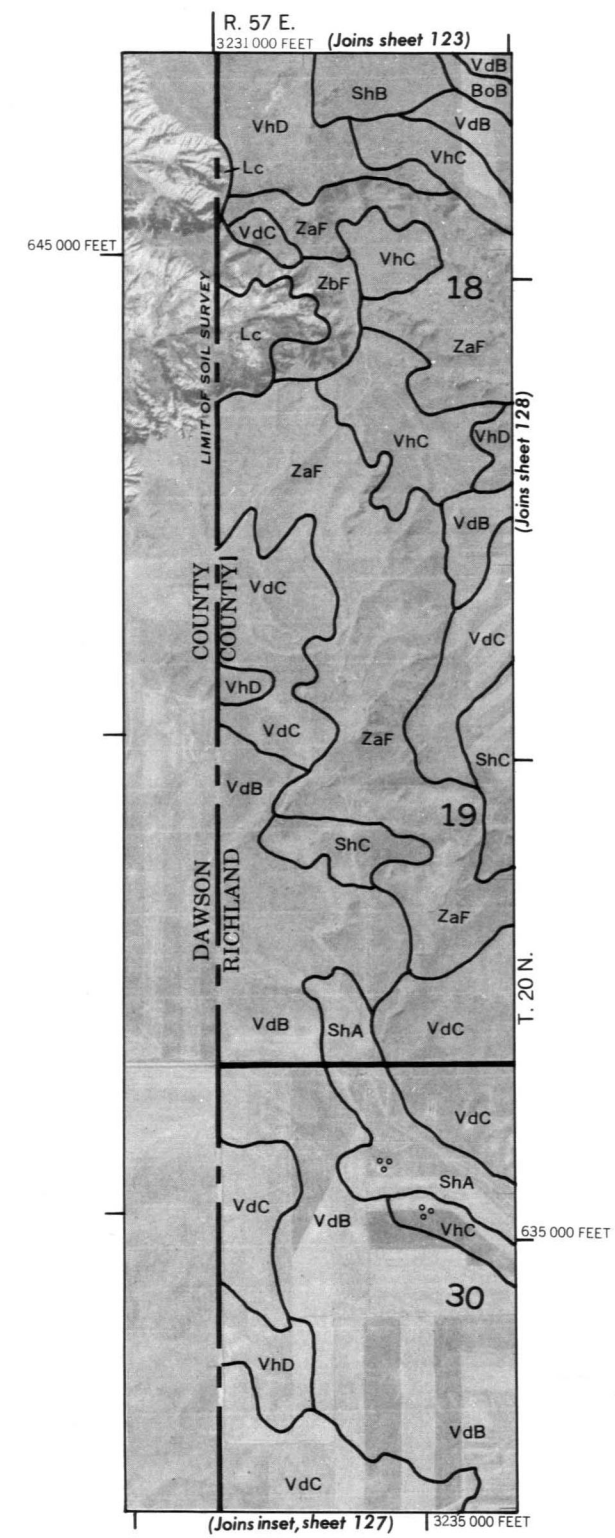 R. 57 E.
3231 000 FEET (Joins sheet 123)
VdB
BoB
ShB
VdB
VhD
VhC
Lc
VdC
ZaF
645 000 FEET
VhC
ZbF
18
Lc
ZaF
LIMIT OF SOIL SURVEY
VhC
VhD
(Joins sheet 128)
ZaF
VdB
COUNTY
COUNTY
VdC
VdC
VhD
VdC
ZaF
ShC
VdB
19
ShC
DAWSON
RICHLAND
ZaF
T. 20 N.
VdB
ShA
VdC
VdC
ShA
VdC
VdB
VhC
635 000 FEET
30
VhD
VdB
VdC
(Joins inset, sheet 127)
3235 000 FEET